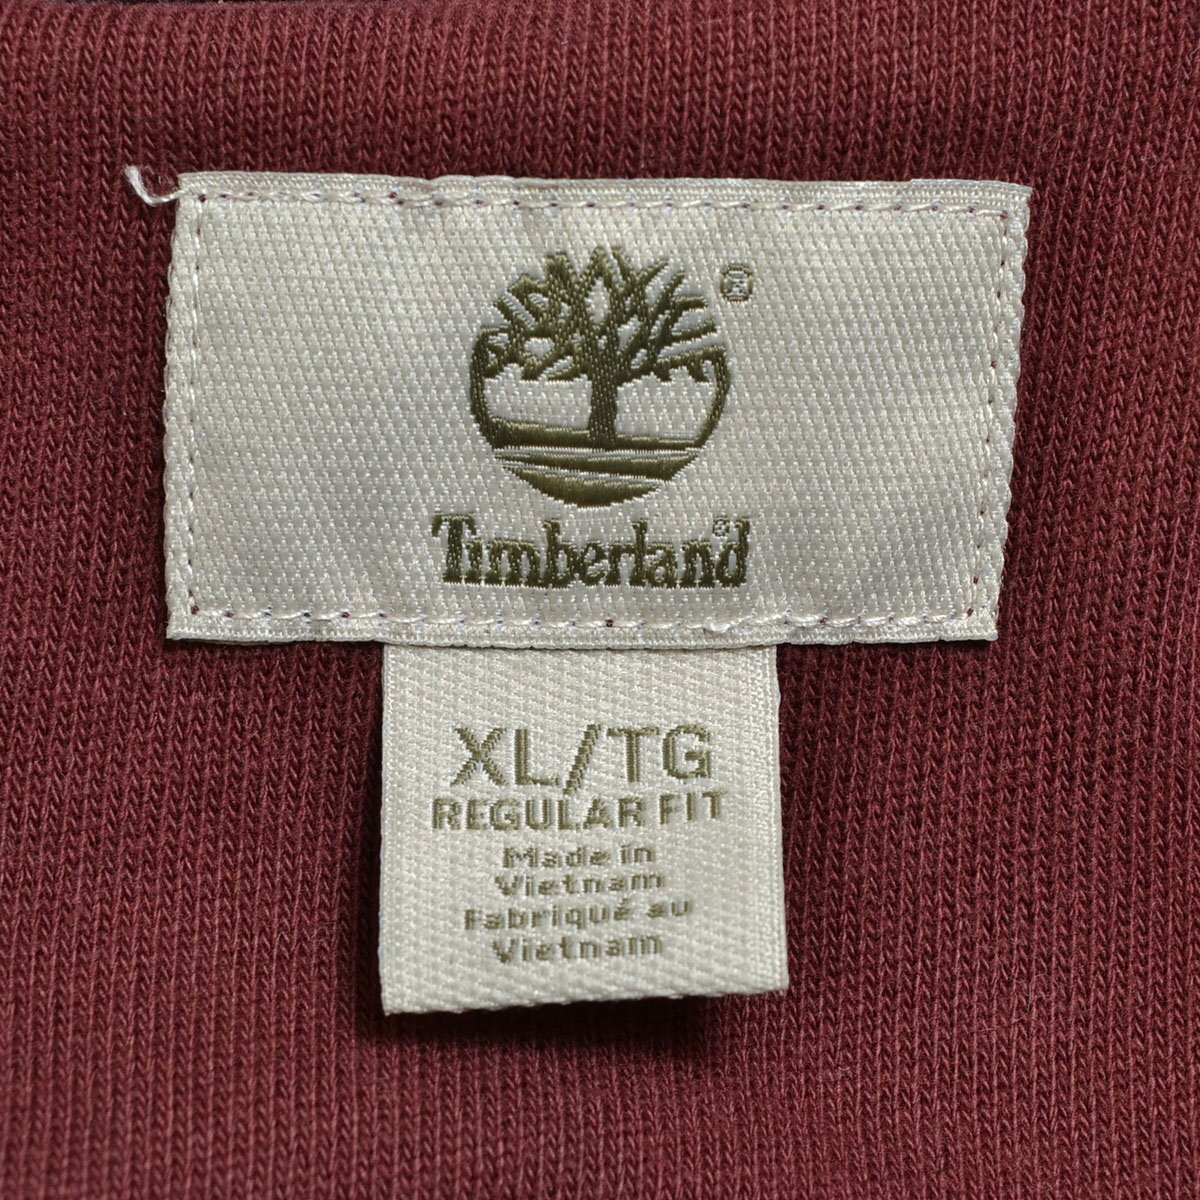 ®
Timberland®
XL/TG
REGULAR FIT
Made in
Vietnam
Fabriqué au
Vietnam